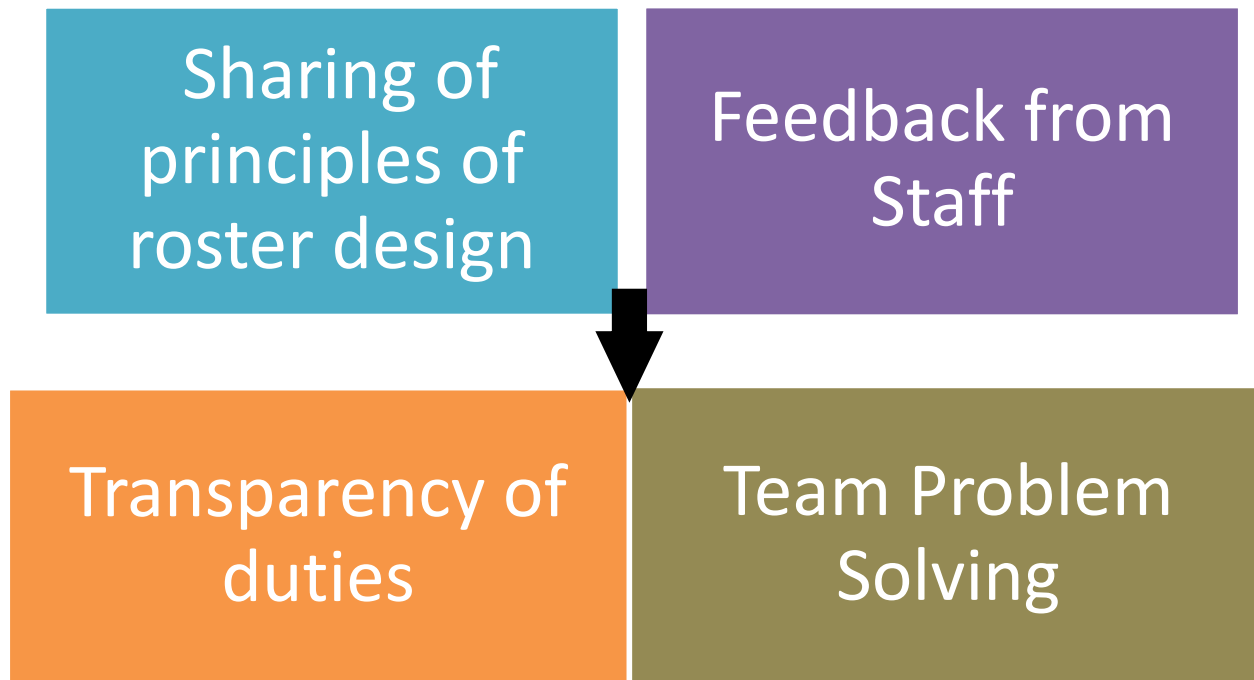 Sharing of
principles of
roster design
Feedback from
Staff
Transparency of
duties
Team Problem
Solving